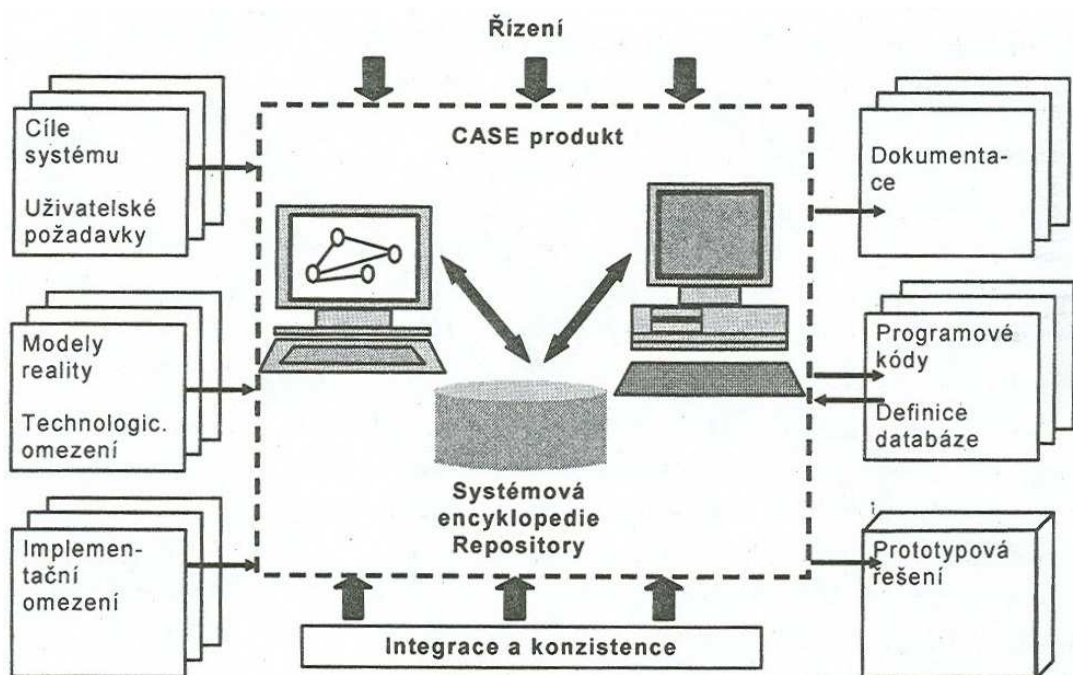 Řízení
CASE produkt
Cíle
systému
Uživatelské
požadavky
Modely
reality
Technologic.
omezení
Implemen-
tační
omezení
Systémová
encyklopedie
Repository
Integrace a konzistence
Dokumenta-
ce
Programové
kódy
Definice
databáze
Prototypová
řešení